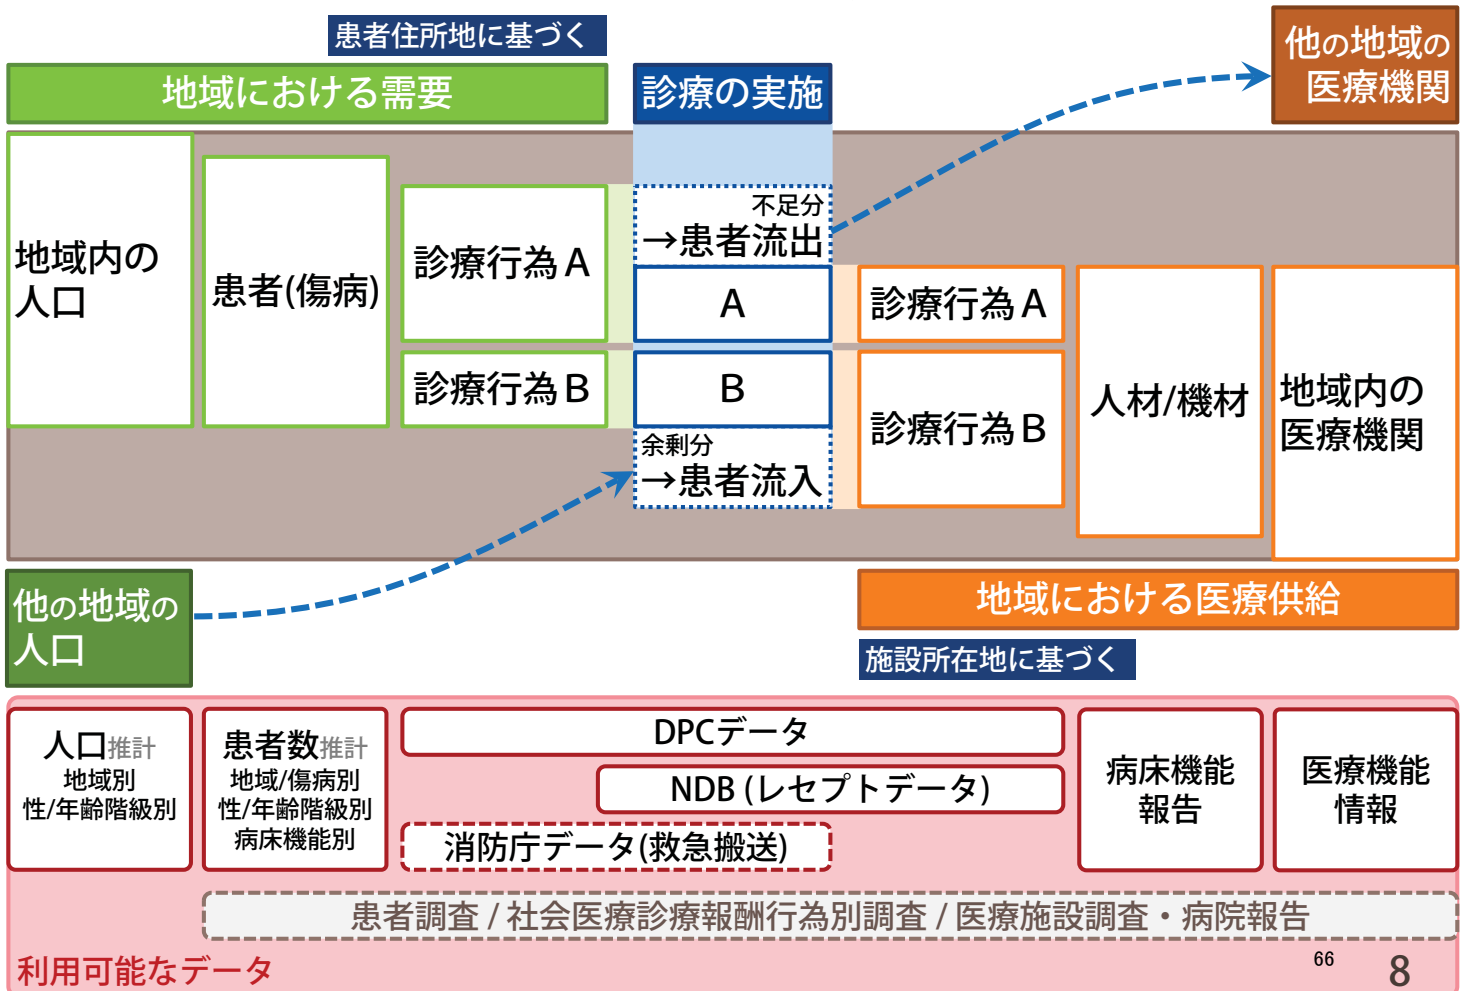 患者住所地に基づく
他の地域の
医療機関
地域における需要
診療の実施
地域内の
人口
患者(傷病)
診療行為A
診療行為B
不足分
→患者流出
A
B
余剰分
→患者流入
診療行為A
診療行為B
人材/機材
地域内の
医療機関
他の地域の
人口
地域における医療供給
施設所在地に基づく
人口推計
地域別
性/年齢階級別
患者数推計
地域/傷病別
性/年齢階級別
病床機能別
DPCデータ
NDB (レセプトデータ)
消防庁データ(救急搬送)
病床機能
報告
医療機能
情報
患者調査 / 社会医療診療報酬行為別調査 / 医療施設調査・病院報告
利用可能なデータ
66
8